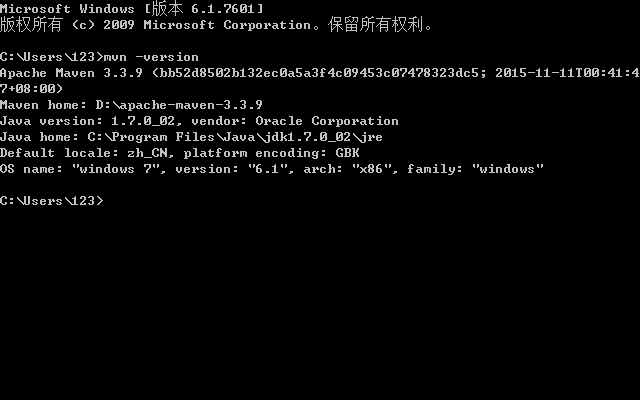 Microsoft Windows [版本 6.1.7601]
版权所有 (c) 2009 Microsoft Corporation。保留所有权利。
C:\Users\123>mvn -version
Apache Maven 3.3.9 (bb52d8502b132ec0a5a3f4c09453c07478323dc5; 2015-11-11T00:41:4
7+08:00)
Maven home: D:\apache-maven-3.3.9
Java version: 1.7.0_02, vendor: Oracle Corporation
Java home: C:\Program Files\Java\jdk1.7.0_02\jre
Default locale: zh_CN, platform encoding: GBK
OS name: "windows 7", version: "6.1", arch: "x86", family: "windows"
C:\Users\123>